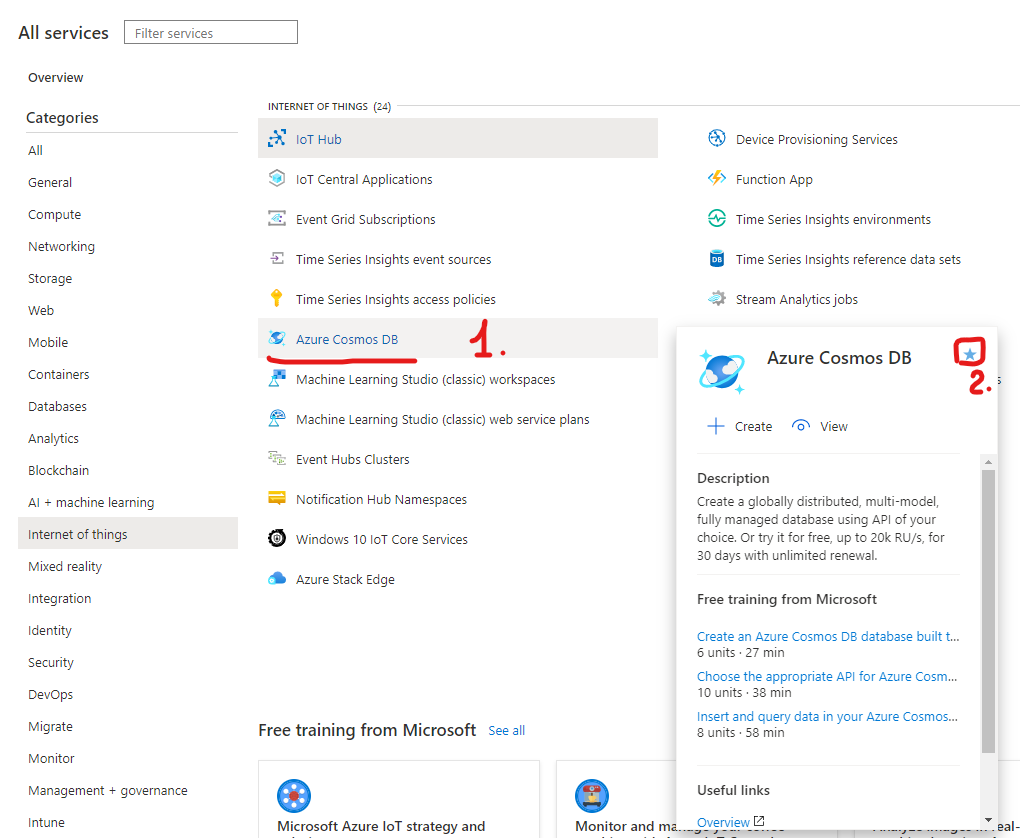 All services
Filter services
Overview
Categories
All
General
Compute
Networking
Storage
Web
Mobile
Containers
Databases
Analytics
Blockchain
AI + machine learning
Internet of things
Mixed reality
Integration
Identity
Security
DevOps
Migrate
Monitor
Management + governance
Intune
INTERNET OF THINGS (24)
IoT Hub
IoT Central Applications
Event Grid Subscriptions
Time Series Insights event sources
Time Series Insights access policies
Azure Cosmos DB
1.
Machine Learning Studio (classic) workspaces
Machine Learning Studio (classic) web service plans
Event Hubs Clusters
Notification Hub Namespaces
Windows 10 IoT Core Services
Azure Stack Edge
Device Provisioning Services
Function App
Time Series Insights environments
DB
Time Series Insights reference data sets
Stream Analytics jobs
Azure Cosmos DB
2.
Create
View
Description
Create a globally distributed, multi-model,
fully managed database using API of your
choice. Or try it for free, up to 20k RU/s, for
30 days with unlimited renewal.
Free training from Microsoft
Create an Azure Cosmos DB database built t...
6 units · 27 min
Choose the appropriate API for Azure Cosm...
10 units · 38 min
Insert and query data in your Azure Cosmos...
8 units · 58 min
Useful links
Overview
Free training from Microsoft
See all
Microsoft Azure IoT strategy and
Monitor and